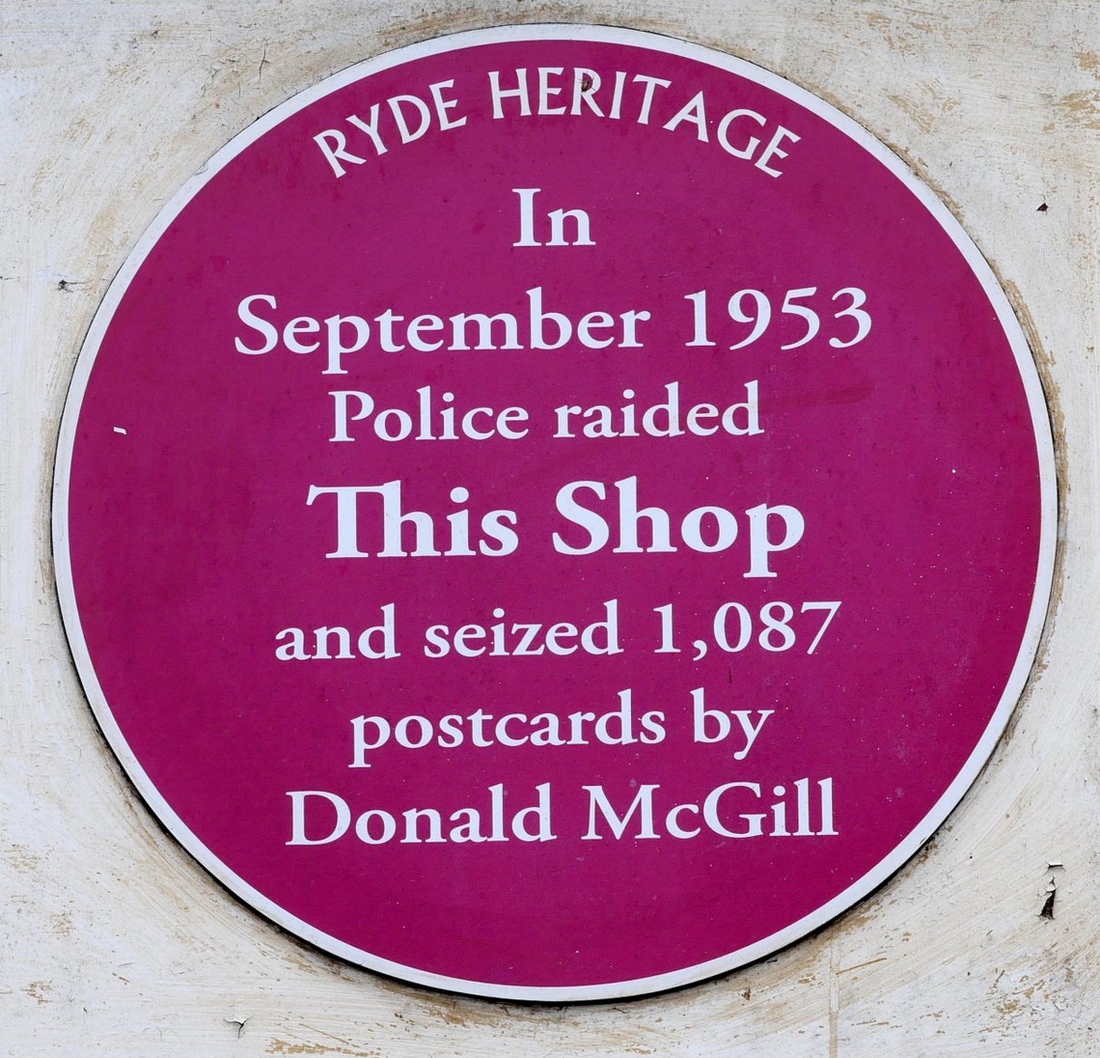 RYDE HERITAGE
In
September 1953
Police raided
This Shop
and seized 1,087
postcards by
Donald McGill